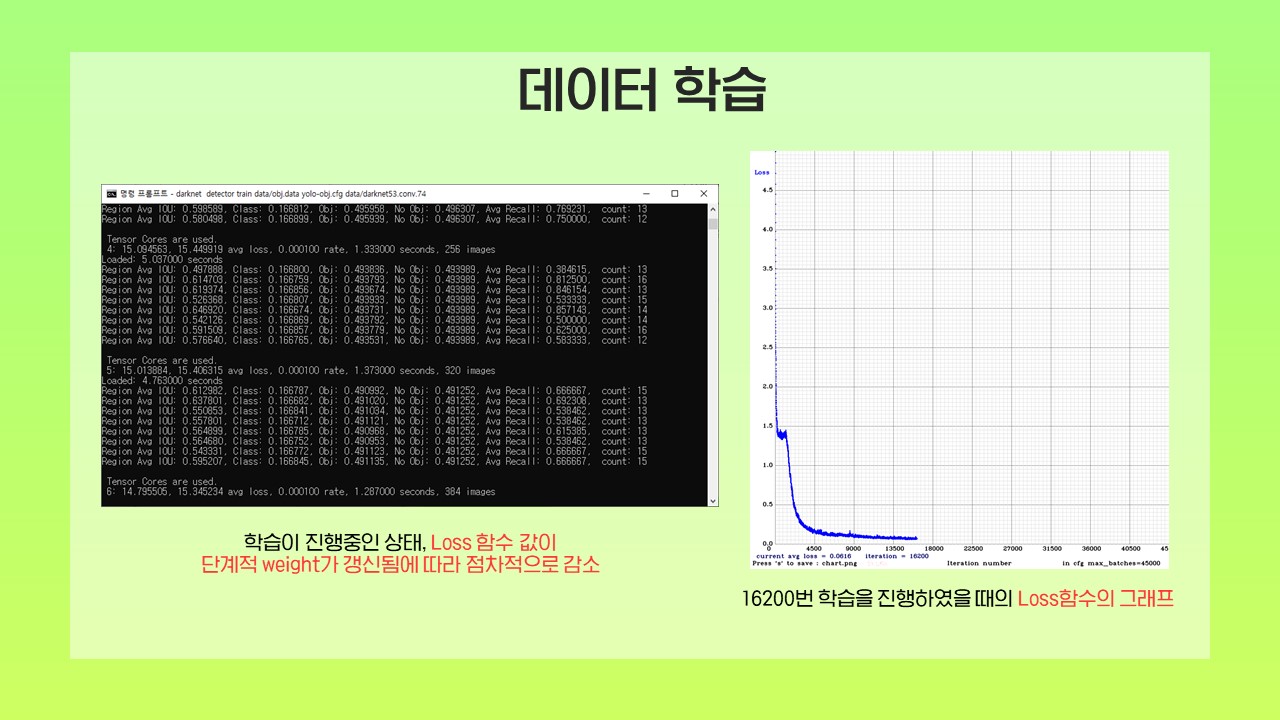 데이터 학습
명령 프롬프트 - darknet  detector train data/obj.data yolo-obj.cfg data/darknet53.conv.74
Region Avg IOU: 0.598589, Class: 0.166812, Obj: 0.495958, No Obj: 0.496307, Avg Recall: 0.769231,  count: 13
Region Avg IOU: 0.580498, Class: 0.166899, Obj: 0.495939, No Obj: 0.496307, Avg Recall: 0.750000,  count: 12
Tensor Cores are used.
4: 15.094563, 15.449919 avg loss, 0.000100 rate, 1.333000 seconds, 256 images
Loaded: 5.037000 seconds
Region Avg IOU: 0.497888, Class: 0.166800, Obj: 0.493836, No Obj: 0.493989, Avg Recall: 0.384615,  count: 13
Region Avg IOU: 0.614703, Class: 0.166759, Obj: 0.493793, No Obj: 0.493989, Avg Recall: 0.812500,  count: 16
Region Avg IOU: 0.619374, Class: 0.166856, Obj: 0.493674, No Obj: 0.493989, Avg Recall: 0.846154,  count: 13
Region Avg IOU: 0.526368, Class: 0.166807, Obj: 0.493933, No Obj: 0.493989, Avg Recall: 0.533333,  count: 15
Region Avg IOU: 0.646920, Class: 0.166674, Obj: 0.493731, No Obj: 0.493989, Avg Recall: 0.857143,  count: 14
Region Avg IOU: 0.542126, Class: 0.166869, Obj: 0.493792, No Obj: 0.493989, Avg Recall: 0.500000,  count: 14
Region Avg IOU: 0.591509, Class: 0.166857, Obj: 0.493779, No Obj: 0.493989, Avg Recall: 0.625000,  count: 16
Region Avg IOU: 0.576640, Class: 0.166765, Obj: 0.493531, No Obj: 0.493989, Avg Recall: 0.583333,  count: 12
Tensor Cores are used.
5: 15.013884, 15.406315 avg loss, 0.000100 rate, 1.373000 seconds, 320 images
Loaded: 4.763000 seconds
Region Avg IOU: 0.612982, Class: 0.166787, Obj: 0.490992, No Obj: 0.491252, Avg Recall: 0.666667,  count: 15
Region Avg IOU: 0.637801, Class: 0.166682, Obj: 0.491020, No Obj: 0.491252, Avg Recall: 0.692308,  count: 13
Region Avg IOU: 0.550853, Class: 0.166841, Obj: 0.491034, No Obj: 0.491252, Avg Recall: 0.538462,  count: 13
Region Avg IOU: 0.557801, Class: 0.166712, Obj: 0.491121, No Obj: 0.491252, Avg Recall: 0.538462,  count: 13
Region Avg IOU: 0.564899, Class: 0.166785, Obj: 0.490968, No Obj: 0.491252, Avg Recall: 0.615385,  count: 13
Region Avg IOU: 0.564680, Class: 0.166752, Obj: 0.490953, No Obj: 0.491252, Avg Recall: 0.538462,  count: 13
Region Avg IOU: 0.543331, Class: 0.166772, Obj: 0.491123, No Obj: 0.491252, Avg Recall: 0.666667,  count: 15
Region Avg IOU: 0.595207, Class: 0.166845, Obj: 0.491135, No Obj: 0.491252, Avg Recall: 0.666667,  count: 15
Tensor Cores are used.
6: 14.795505, 15.345234 avg loss, 0.000100 rate, 1.287000 seconds, 384 images
학습이 진행중인 상태, Loss 함수 값이
단계적 weight가 갱신됨에 따라 점차적으로 감소
Loss
4.5
4.0
3.5
3.0
2.5
2.0
1.5
1.0
0.5
0.0
0 4500 9000 13500 18000 22500 27000 31500 36000 40500 45
current avg loss = 0.0616 iteration = 16200
Press 's' to save : chart.png Iteration number in cfg max_batches=45000
16200번 학습을 진행하였을 때의 Loss함수의 그래프